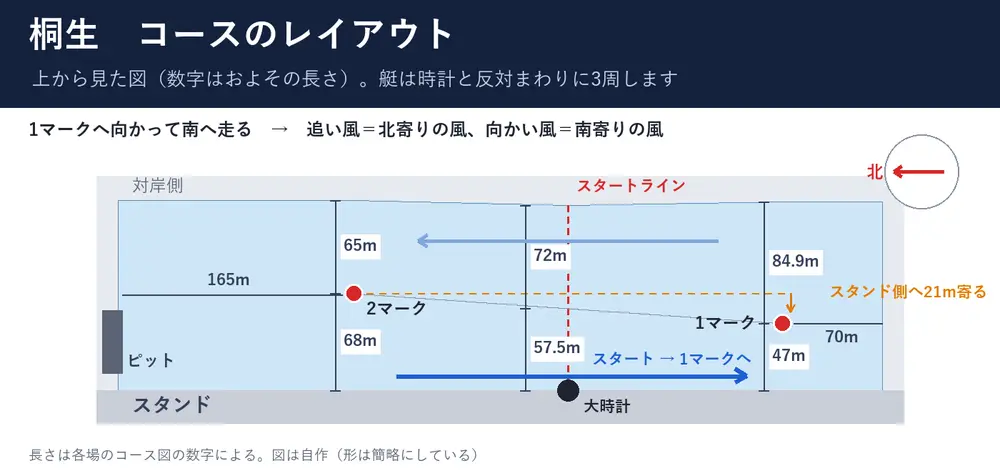 桐生　コースのレイアウト
上から見た図（数字はおよその長さ）。艇は時計と反対まわりに3周します
1マークへ向かって南へ走る　→　追い風＝北寄りの風、向かい風＝南寄りの風
北
対岸側
スタートライン
65m
72m
84.9m
165m
スタンド側へ21m寄る
2マーク
1マーク
68m
57.5m
47m
70m
スタート → 1マークへ
ピット
スタンド
大時計
長さは各場のコース図の数字による。図は自作（形は簡略にしている）